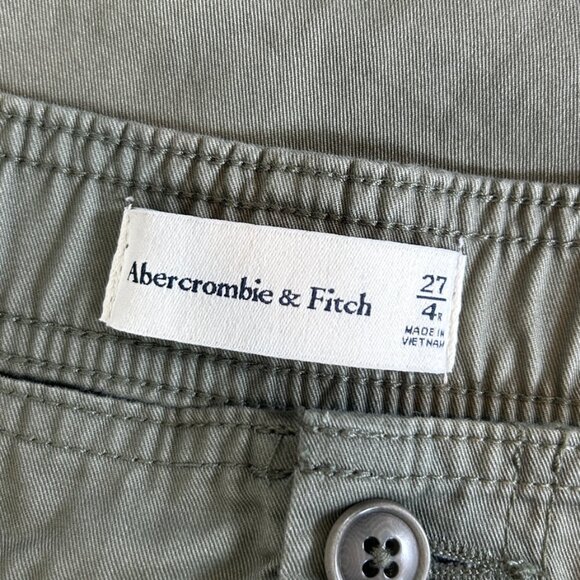 Abercrombie & Fitch
27
4R
MADE IN
VIETNAM